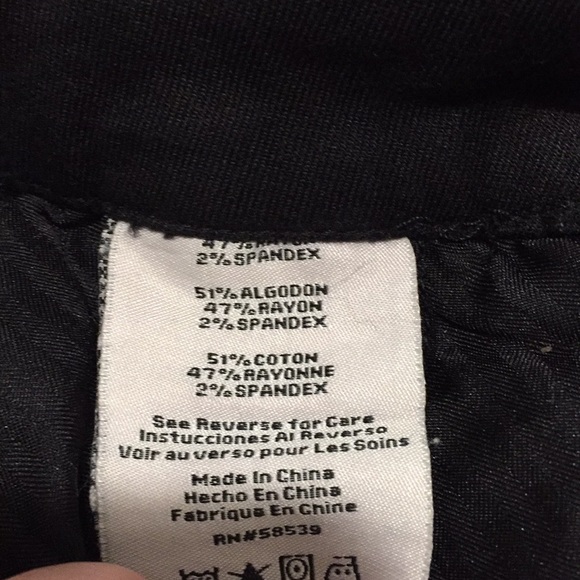 47% RAYON
2% SPANDEX
51% ALGODON
47% RAYON
2% SPANDEX
51% COTON
47% RAYONNE
2% SPANDEX
See Reverse for Care
Instucciones Al Reverso
Voir au verso pour Les Soins
Made In China
Hecho En China
Fabrique En Chine
RN#58539